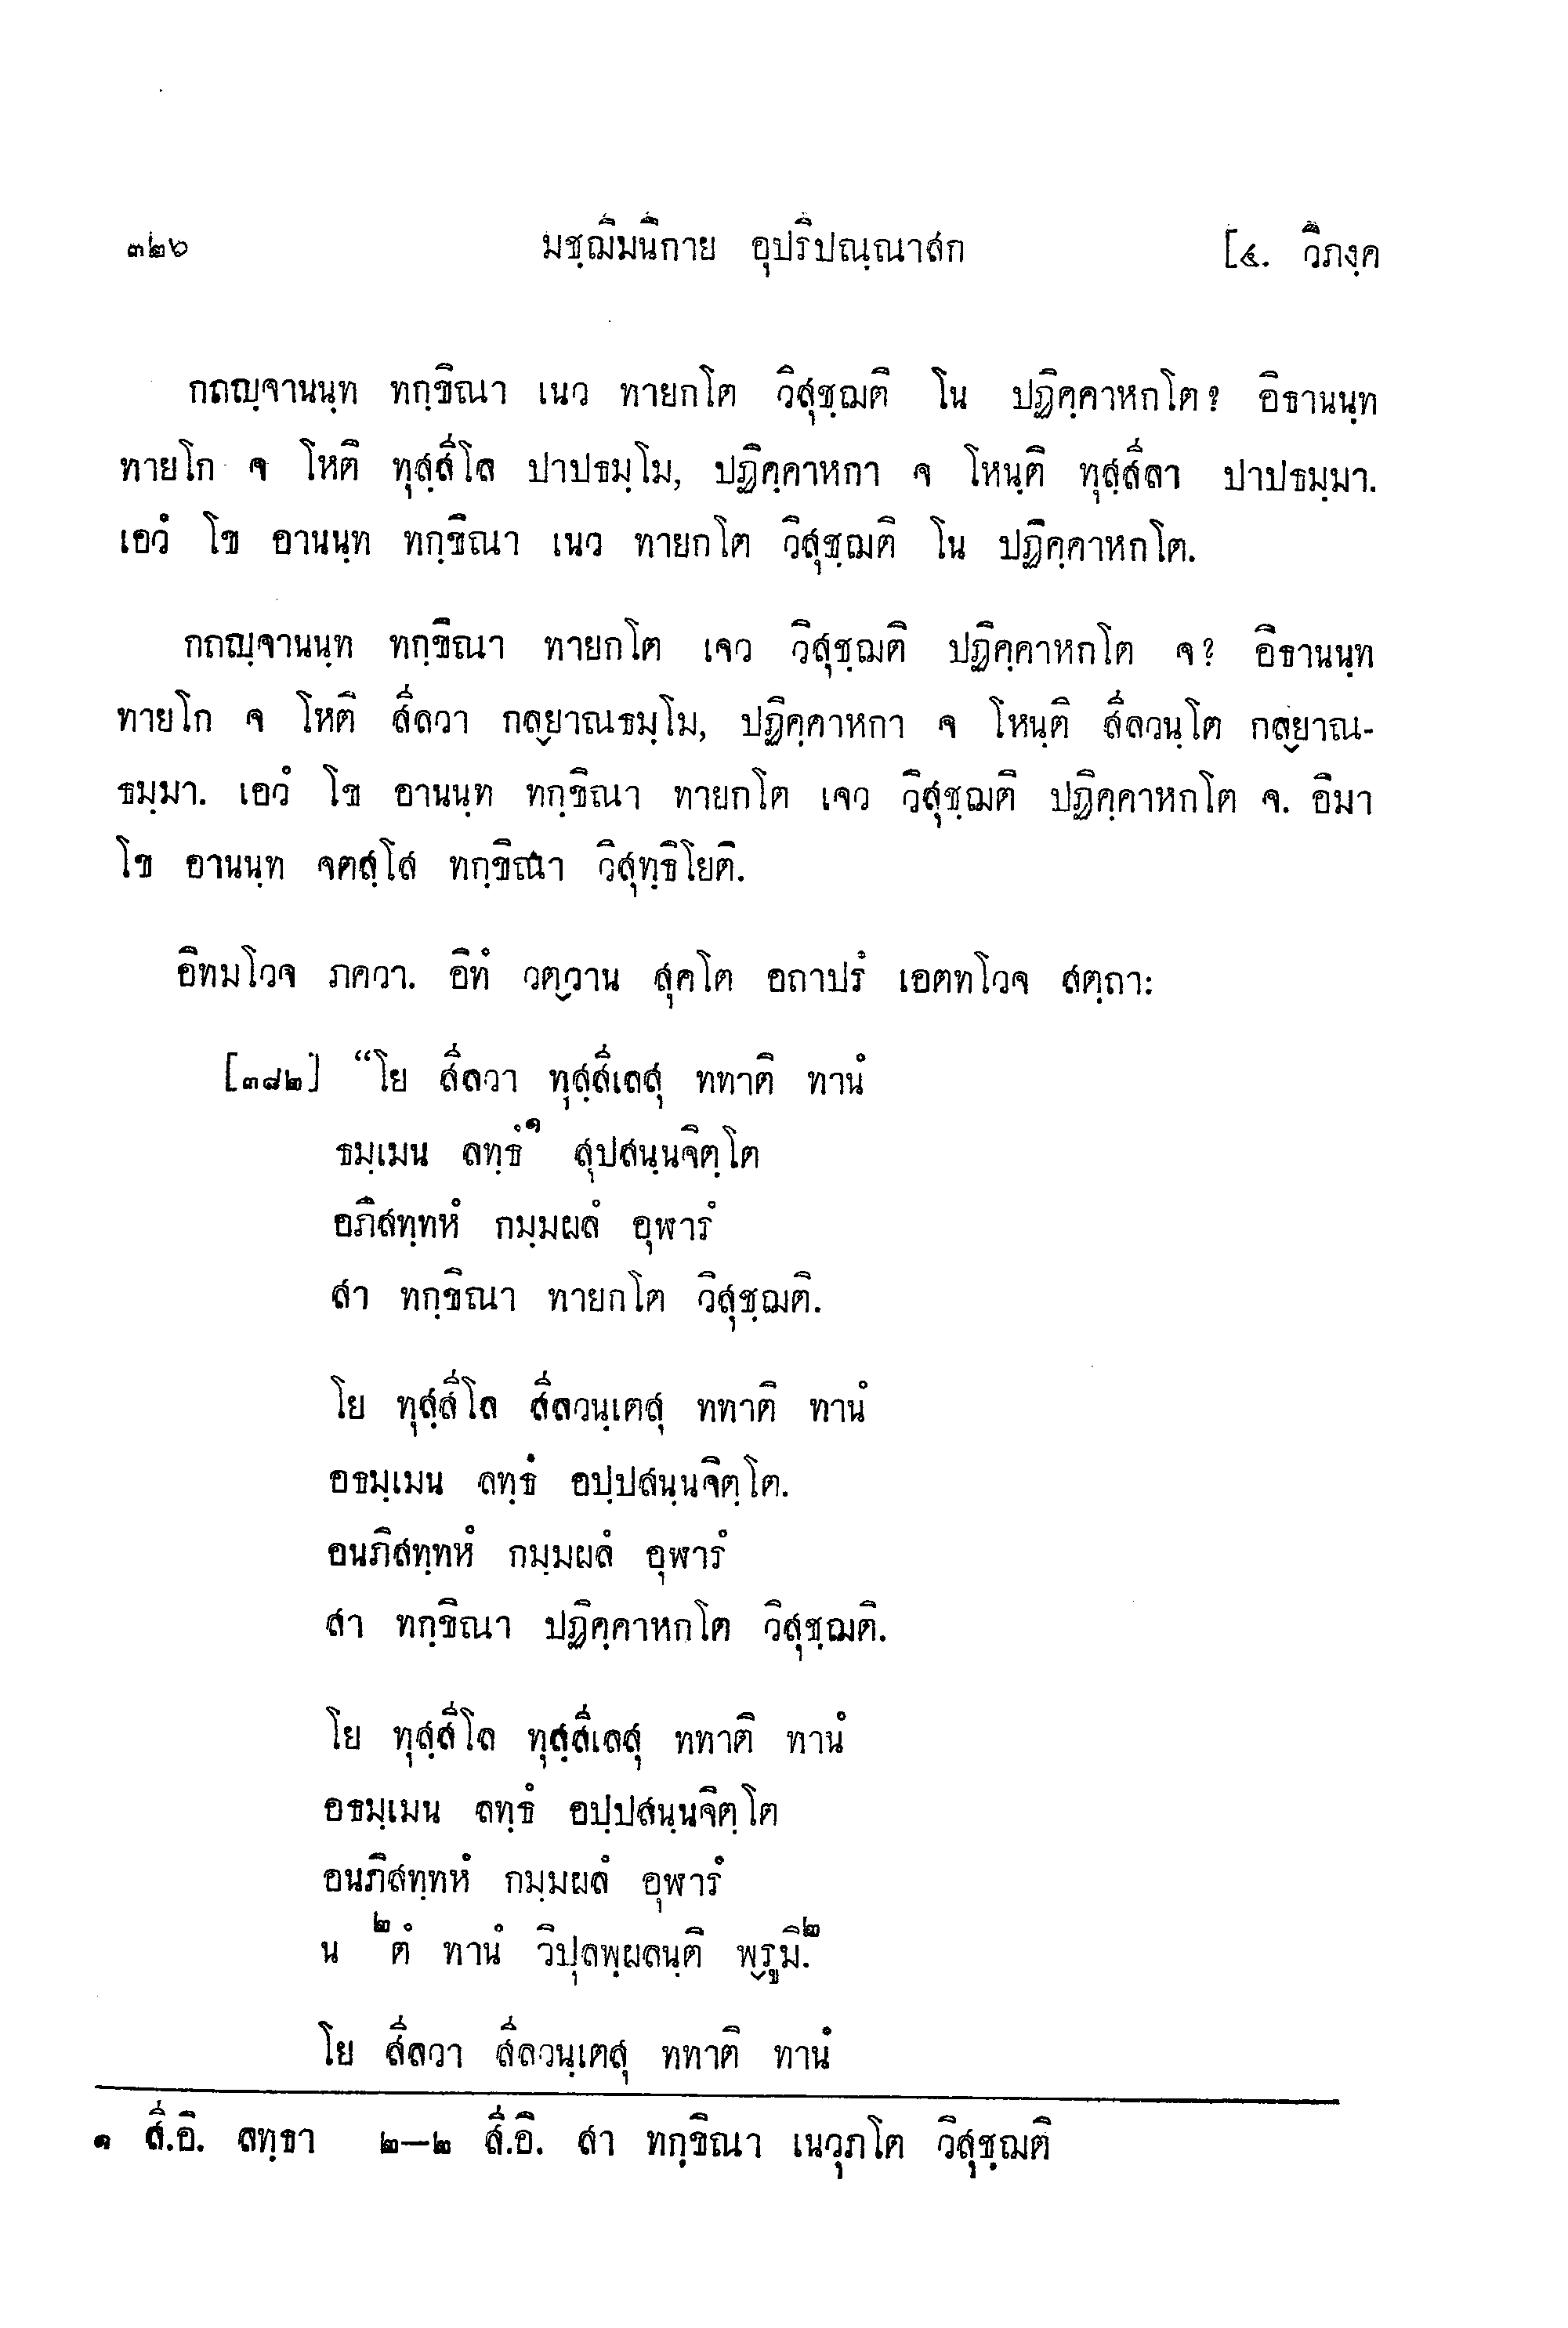 ๓๒๖ มชฺฌิมนิกาย อุปริปณฺณาสก [๔. วิภงฺค
กถญฺจานนฺท ทกฺขิณา เนว ทายกโต วิสุชฺฌติ โน ปฏิคฺคาหกโต? อิธานนฺท
ทายโก จ โหติ ทุสฺสีโล ปาปธมฺโม, ปฏิคฺคาหกา จ โหนฺติ ทุสฺสีลา ปาปธมฺมา.
เอวํ โข อานนฺท ทกฺขิณา เนว ทายกโต วิสุชฺฌติ โน ปฏิคฺคาหกโต.
กถญฺจานนฺท ทกฺขิณา ทายกโต เจว วิสุชฺฌติ ปฏิคฺคาหกโต จ? อิธานนฺท
ทายโก จ โหติ สีลวา กลฺยาณธมฺโม, ปฏิคฺคาหกา จ โหนฺติ สีลวนฺโต กลฺยาณ-
ธมฺมา. เอวํ โข อานนฺท ทกฺขิณา ทายกโต เจว วิสุชฺฌติ ปฏิคฺคาหกโต จ. อิมา
โข อานนฺท จตสฺโส ทกฺขิณา วิสุทฺธิโยติ.
อิทมโวจ ภควา. อิทํ วตฺวาน สุคโต อถาปรํ เอตทโวจ สตฺถา:
[๓๘๒] “โย สีลวา ทุสฺสีเลสุ ททาติ ทานํ
ธมฺเมน ลทฺธํ๑ สุปสนฺนจิตฺโต
อภิสทฺทหํ กมฺมผลํ อุฬารํ
สา ทกฺขิณา ทายกโต วิสุชฺฌติ.
โย ทุสฺสีโล สีลวนฺเตสุ ททาติ ทานํ
อธมฺเมน ลทฺธํ อปฺปสนฺนจิตฺโต.
อนภิสทฺทหํ กมฺมผลํ อุฬารํ
สา ทกฺขิณา ปฏิคฺคาหกโต วิสุชฺฌติ.
โย ทุสฺสีโล ทุสฺสีเลสุ ททาติ ทานํ
อธมฺเมน ลทฺธํ อปฺปสนฺนจิตฺโต
อนภิสทฺทหํ กมฺมผลํ อุฬารํ
น ๒ตํ ทานํ วิปุลพฺผลนฺติ พฺรูมิ.๒
โย สีลวา สีลวนฺเตสุ ททาติ ทานํ
๑ สี.อิ. ลทฺธา ๒—๒ สี.อิ. สา ทกฺขิณา เนวุภโต วิสุชฺฌติ